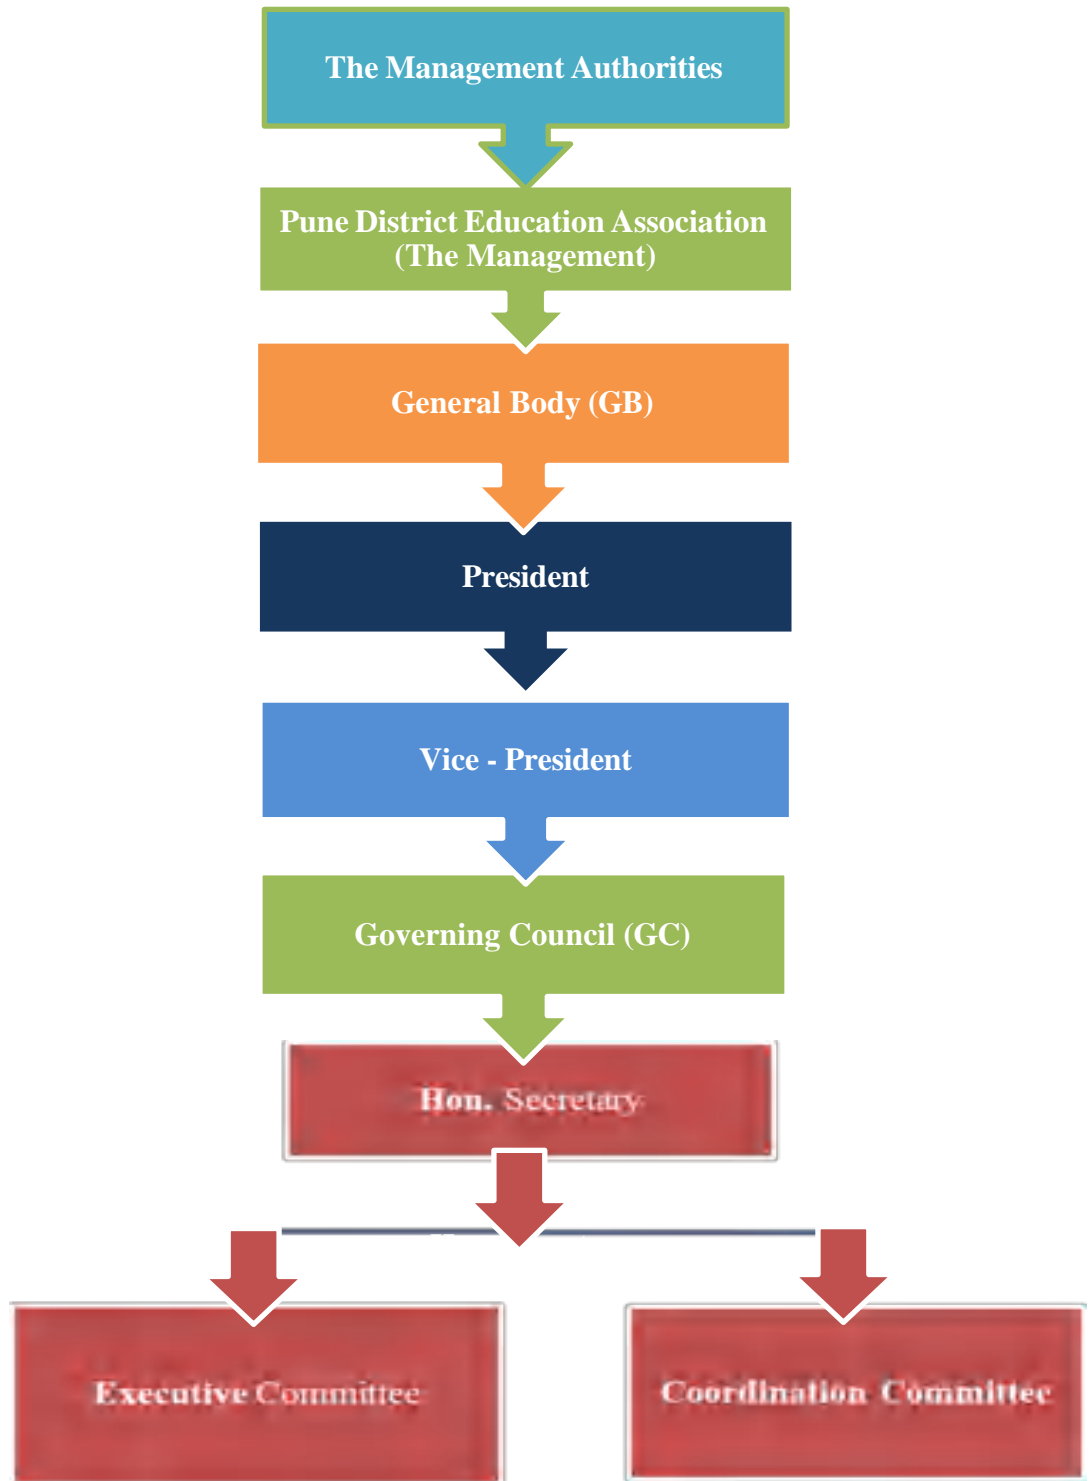 The Management Authorities
Pune District Education Association
(The Management)
General Body (GB)
President
Vice - President
Governing Council (GC)
Hon. Secretary
Executive Committee
Coordination Committee